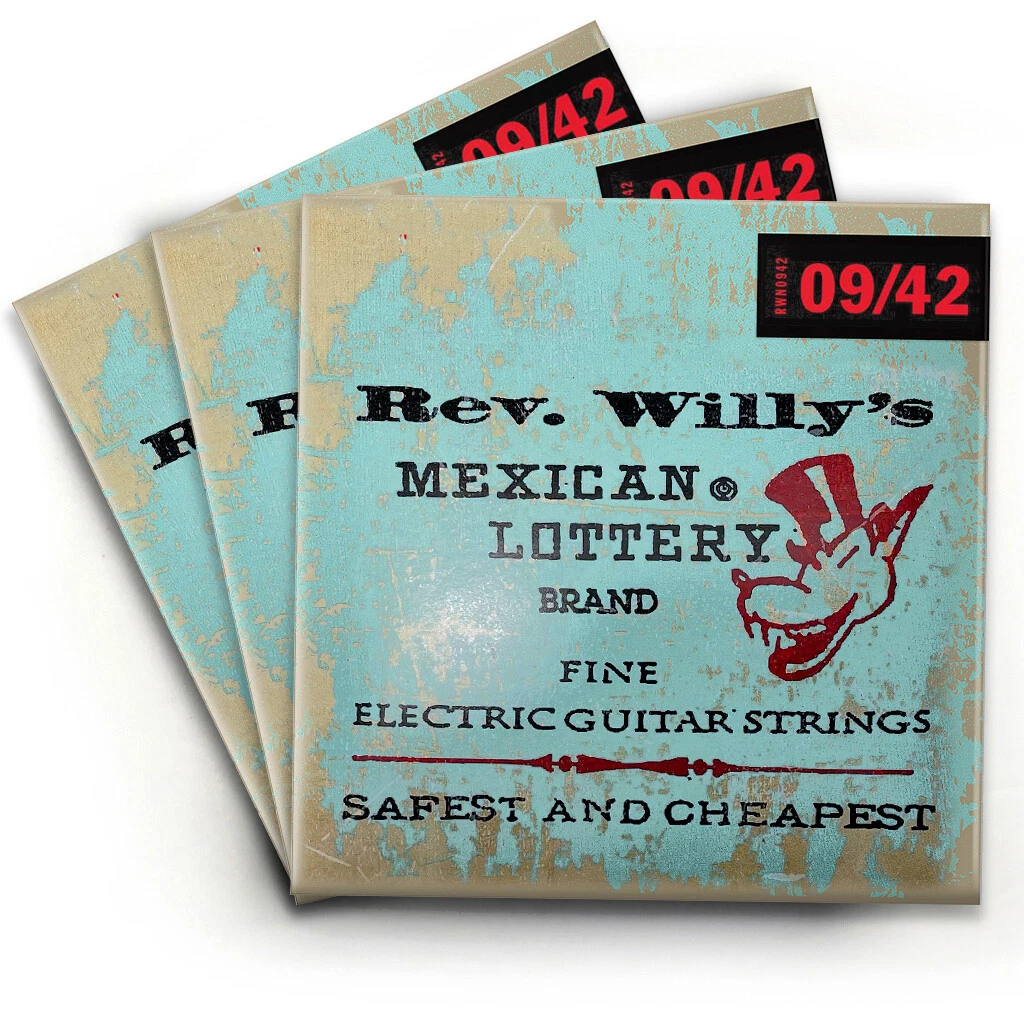 09/42
09/42
RWN0942
09/42
Rev. Willy's
MEXICAN
LOTTERY
BRAND
FINE
ELECTRIC GUITAR STRINGS
SAFEST AND CHEAPEST